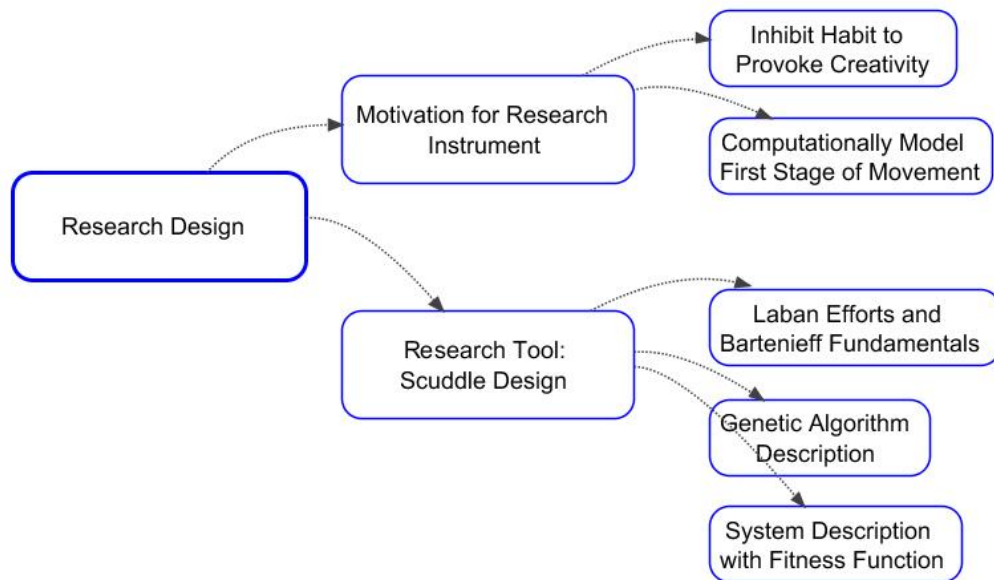 Inhibit Habit to
Provoke Creativity
Motivation for Research
Instrument
Computationally Model
First Stage of Movement
Research Design
Laban Efforts and
Bartenieff Fundamentals
Research Tool:
Scuddle Design
Genetic Algorithm
Description
System Description
with Fitness Function